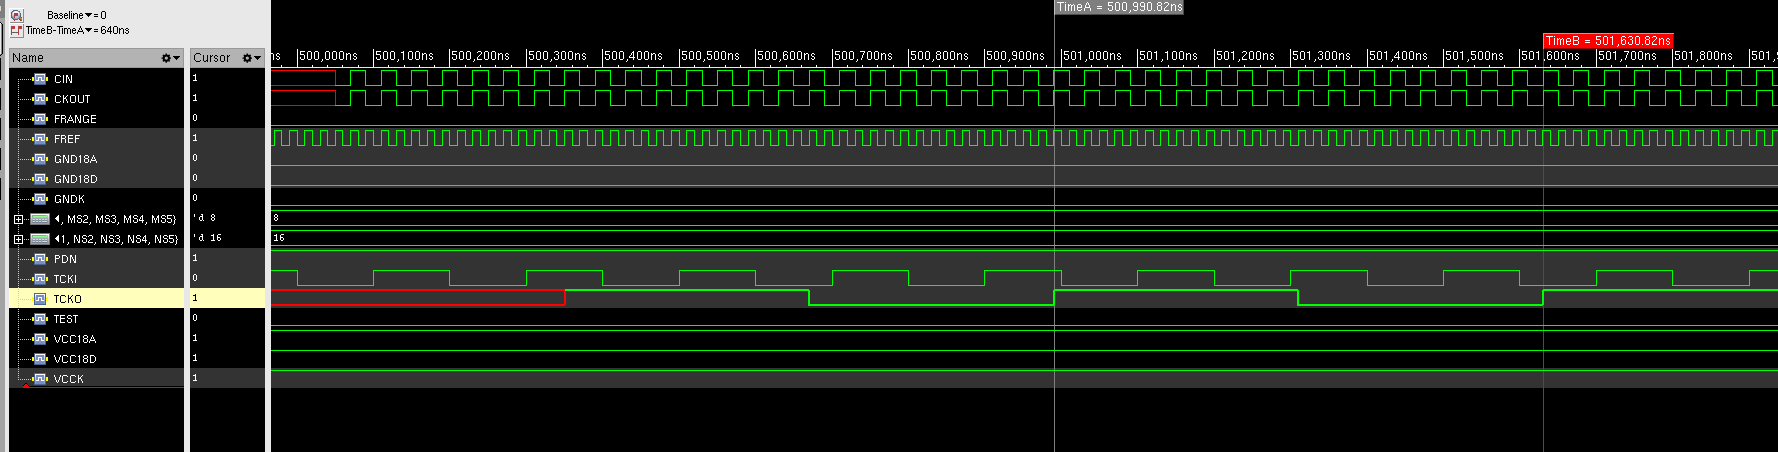 TimeA = 500,990.82ns
Baseline = 0
TimeB-TimeA = 640ns
TimeB = 501,630.82ns
Name Cursor ns 500,000ns 500,100ns 500,200ns 500,300ns 500,400ns 500,500ns 500,600ns 500,700ns 500,800ns 500,900ns 501,000ns 501,100ns 501,200ns 501,300ns 501,400ns 501,500ns 501,600ns 501,700ns 501,800ns 501,9
CIN 1
CKOUT 1
FRANGE 0
FREF 1
GND18A 0
GND18D 0
GNDK 0
, MS2, MS3, MS4, MS5} 'd 8 8
1, NS2, NS3, NS4, NS5} 'd 16 16
PDN 1
TCKI 0
TCKO 1
TEST 0
VCC18A 1
VCC18D 1
VCCK 1